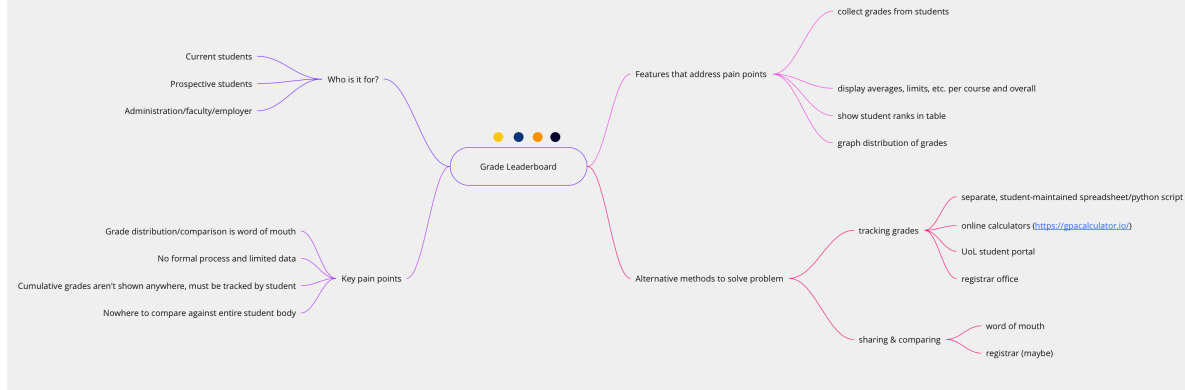 Grade Leaderboard
Who is it for?
Current students
Prospective students
Administration/faculty/employer
Key pain points
Grade distribution/comparison is word of mouth
No formal process and limited data
Cumulative grades aren't shown anywhere, must be tracked by student
Nowhere to compare against entire student body
Features that address pain points
collect grades from students
display averages, limits, etc. per course and overall
show student ranks in table
graph distribution of grades
Alternative methods to solve problem
tracking grades
separate, student-maintained spreadsheet/python script
online calculators (https://gpacalculator.io/)
UoL student portal
registrar office
sharing & comparing
word of mouth
registrar (maybe)